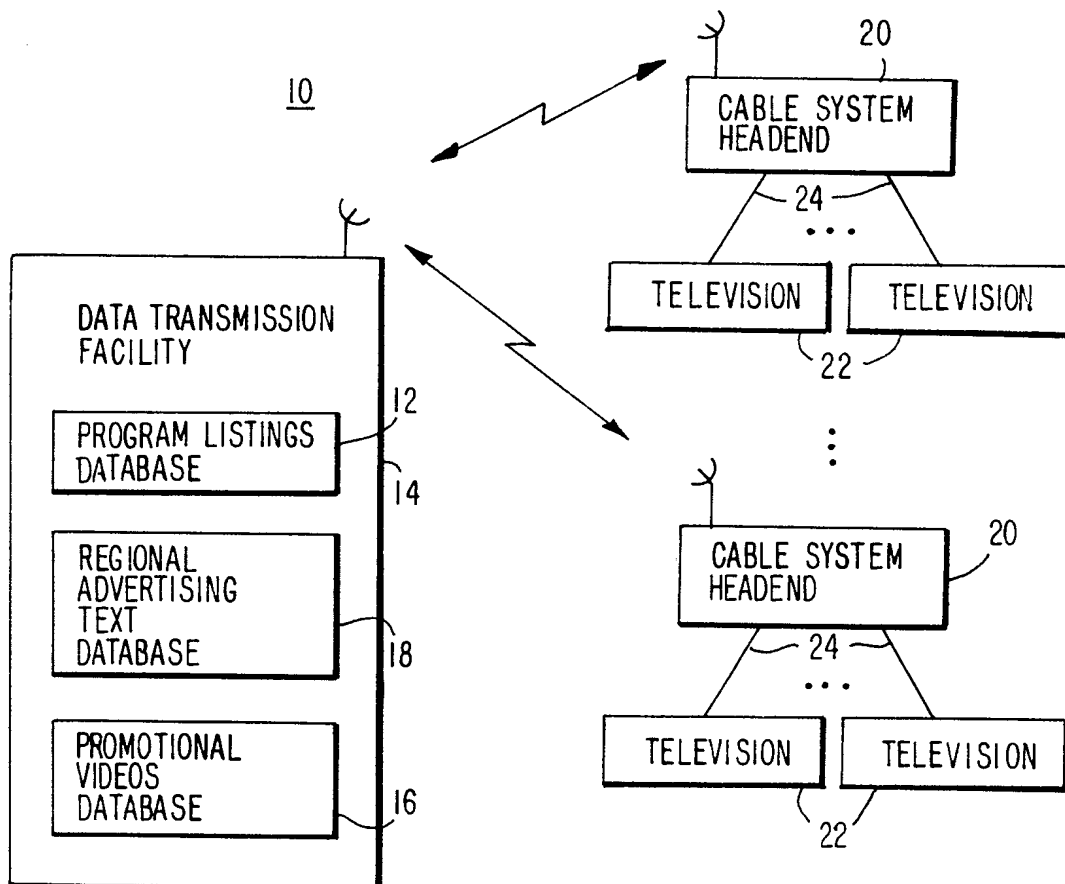 10
DATA TRANSMISSION
FACILITY
PROGRAM LISTINGS
DATABASE
12
14
REGIONAL
ADVERTISING
TEXT
DATABASE
18
PROMOTIONAL
VIDEOS
DATABASE
16
20
CABLE SYSTEM
HEADEND
24
TELEVISION
TELEVISION
22
20
CABLE SYSTEM
HEADEND
24
TELEVISION
TELEVISION
22